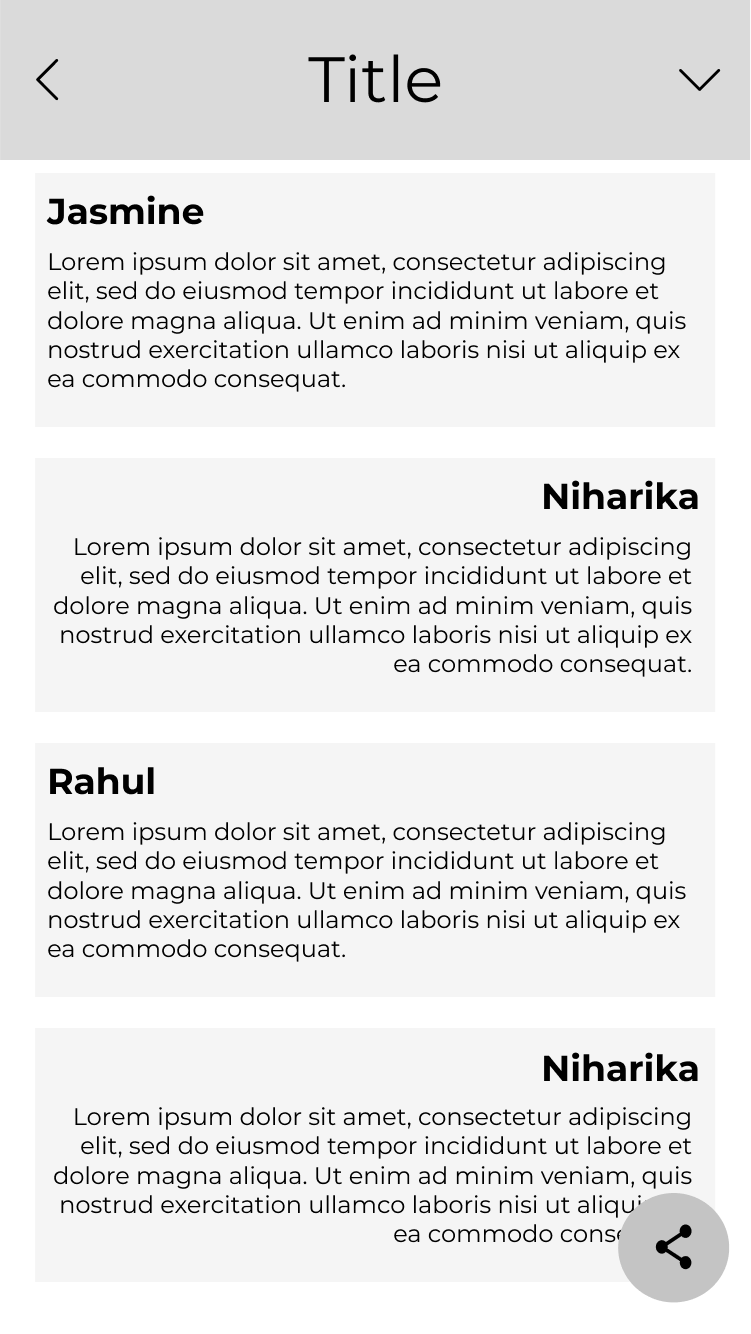 Title
Jasmine
Lorem ipsum dolor sit amet, consectetur adipiscing
elit, sed do eiusmod tempor incididunt ut labore et
dolore magna aliqua. Ut enim ad minim veniam, quis
nostrud exercitation ullamco laboris nisi ut aliquip ex
ea commodo consequat.
Niharika
Lorem ipsum dolor sit amet, consectetur adipiscing
elit, sed do eiusmod tempor incididunt ut labore et
dolore magna aliqua. Ut enim ad minim veniam, quis
nostrud exercitation ullamco laboris nisi ut aliquip ex
ea commodo consequat.
Rahul
Lorem ipsum dolor sit amet, consectetur adipiscing
elit, sed do eiusmod tempor incididunt ut labore et
dolore magna aliqua. Ut enim ad minim veniam, quis
nostrud exercitation ullamco laboris nisi ut aliquip ex
ea commodo consequat.
Niharika
Lorem ipsum dolor sit amet, consectetur adipiscing
elit, sed do eiusmod tempor incididunt ut labore et
dolore magna aliqua. Ut enim ad minim veniam, quis
nostrud exercitation ullamco laboris nisi ut
ea commodo